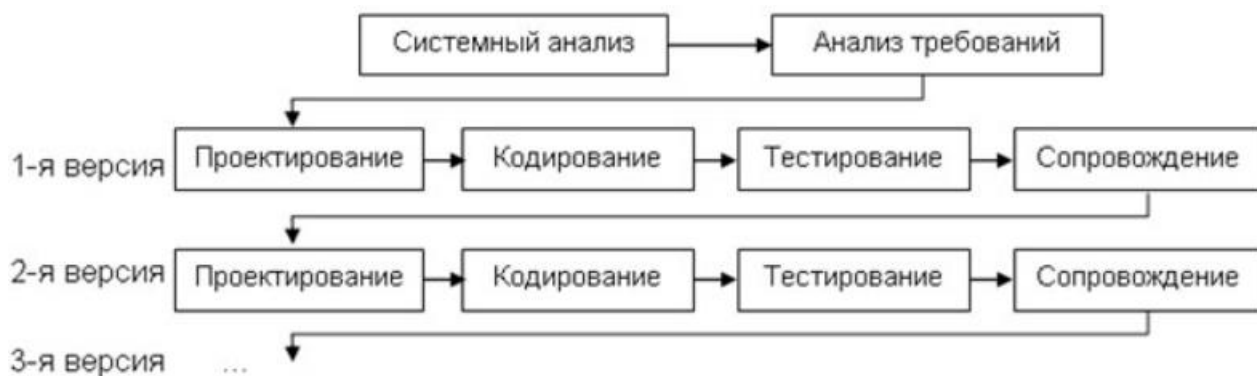 Системный анализ Анализ требований
1-я версия Проектирование Кодирование Тестирование Сопровождение
2-я версия Проектирование Кодирование Тестирование Сопровождение
3-я версия ...